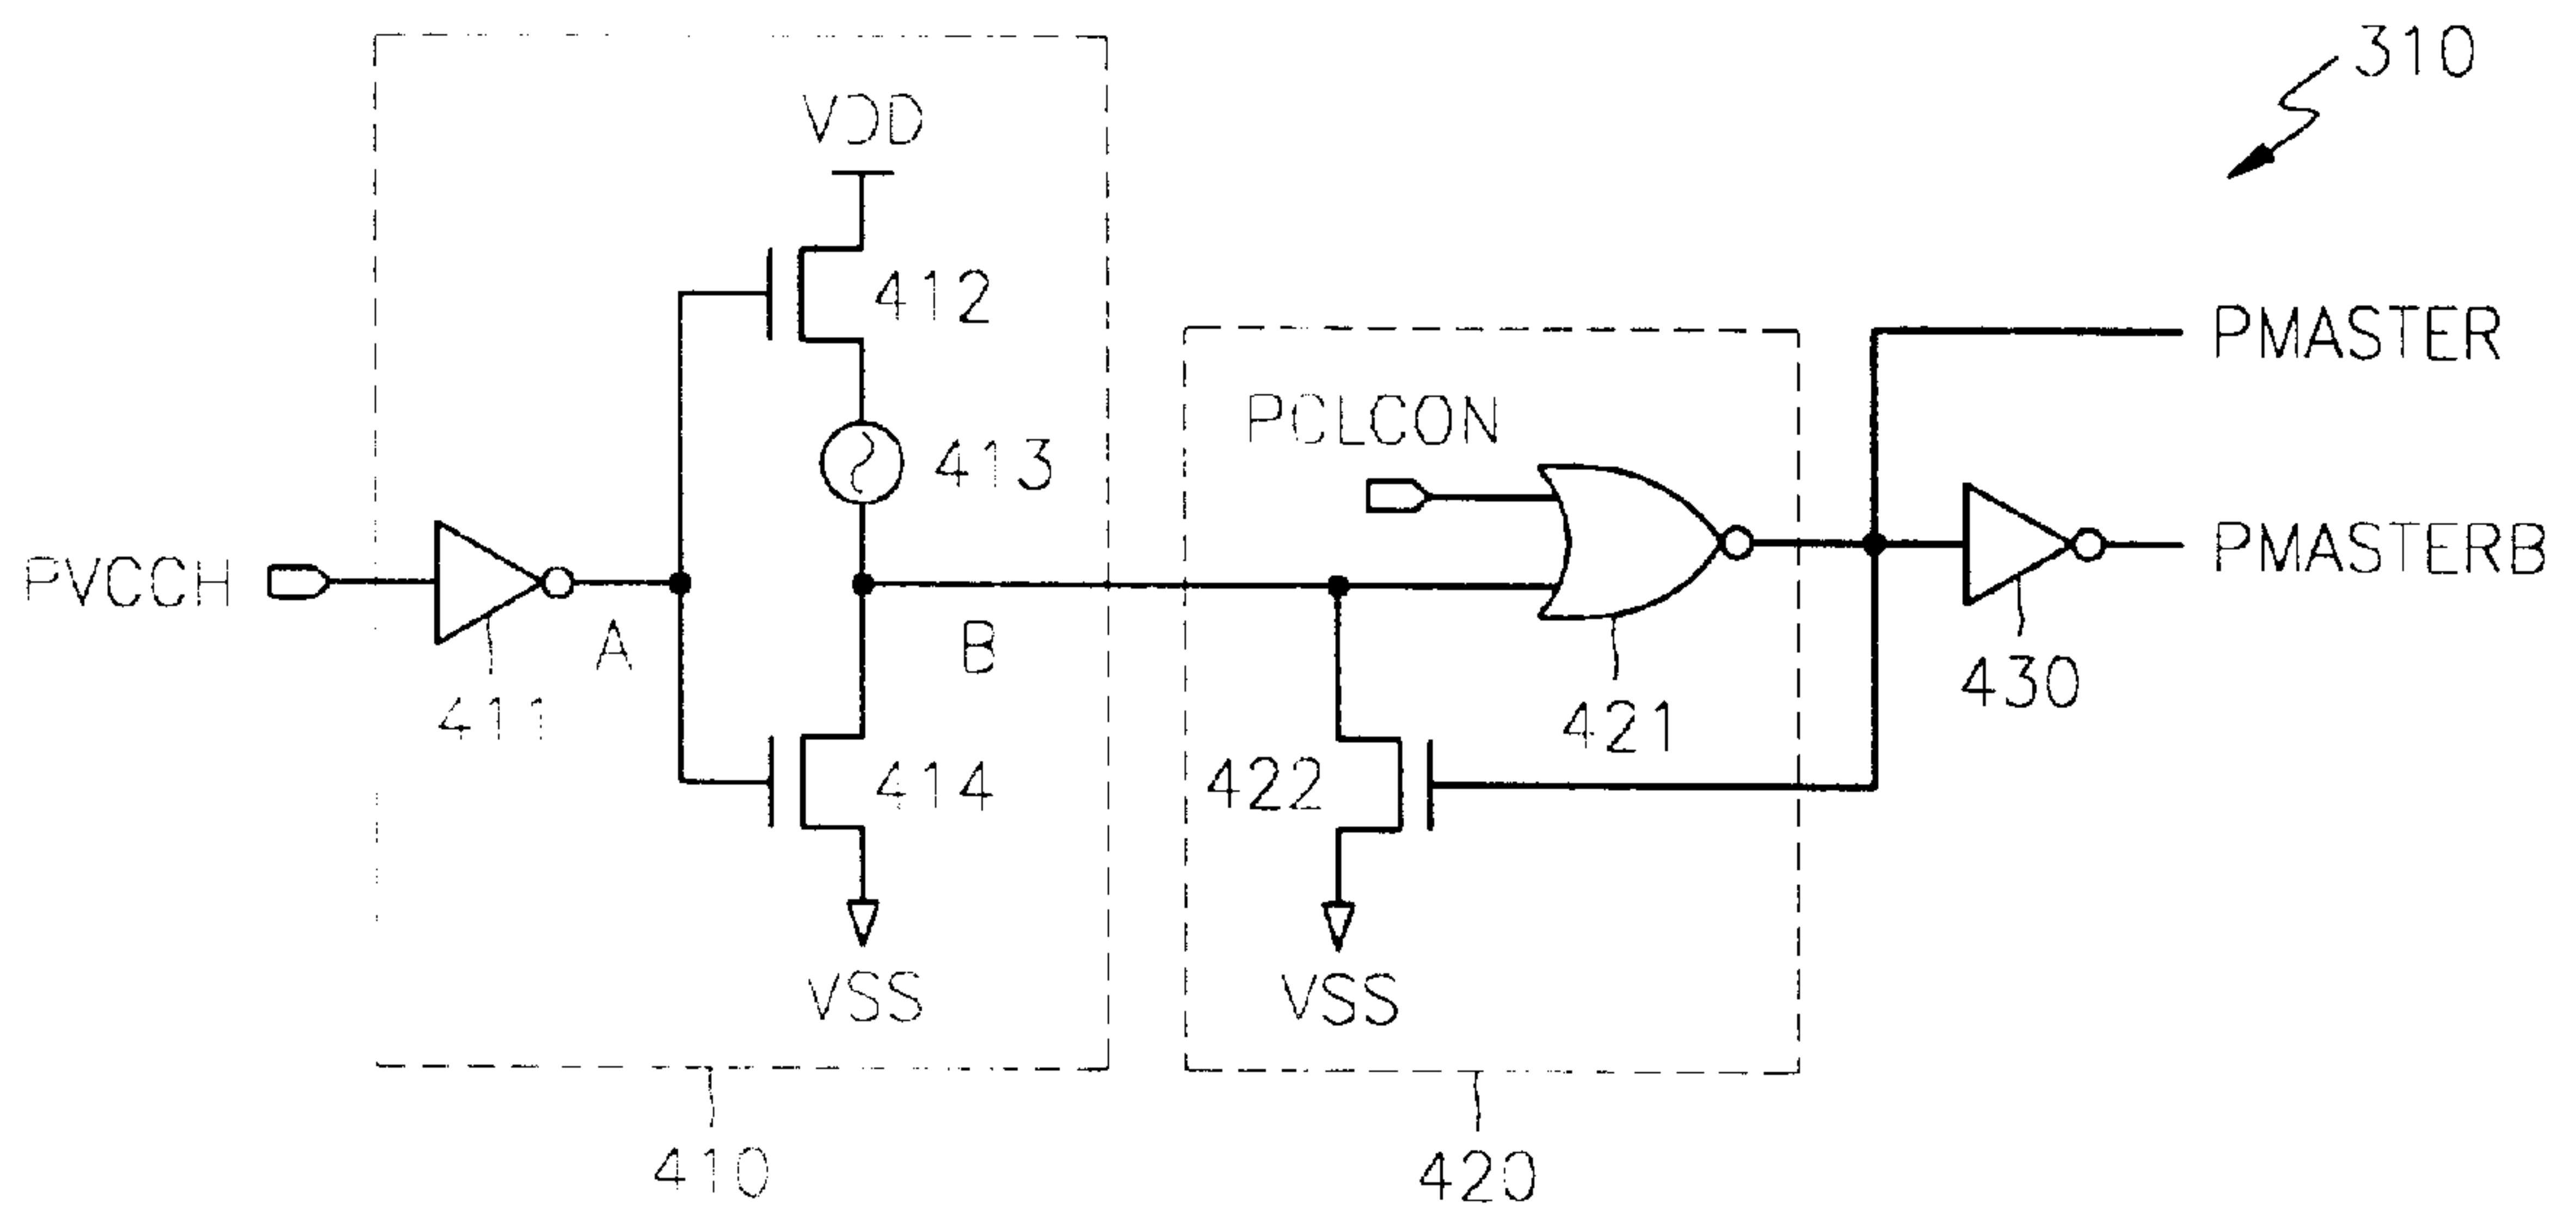 310
VDD
412
PMASTER
PCLCON
413
PVCCH
PMASTERB
A
B
411
430
421
414
422
VSS
VSS
410
420